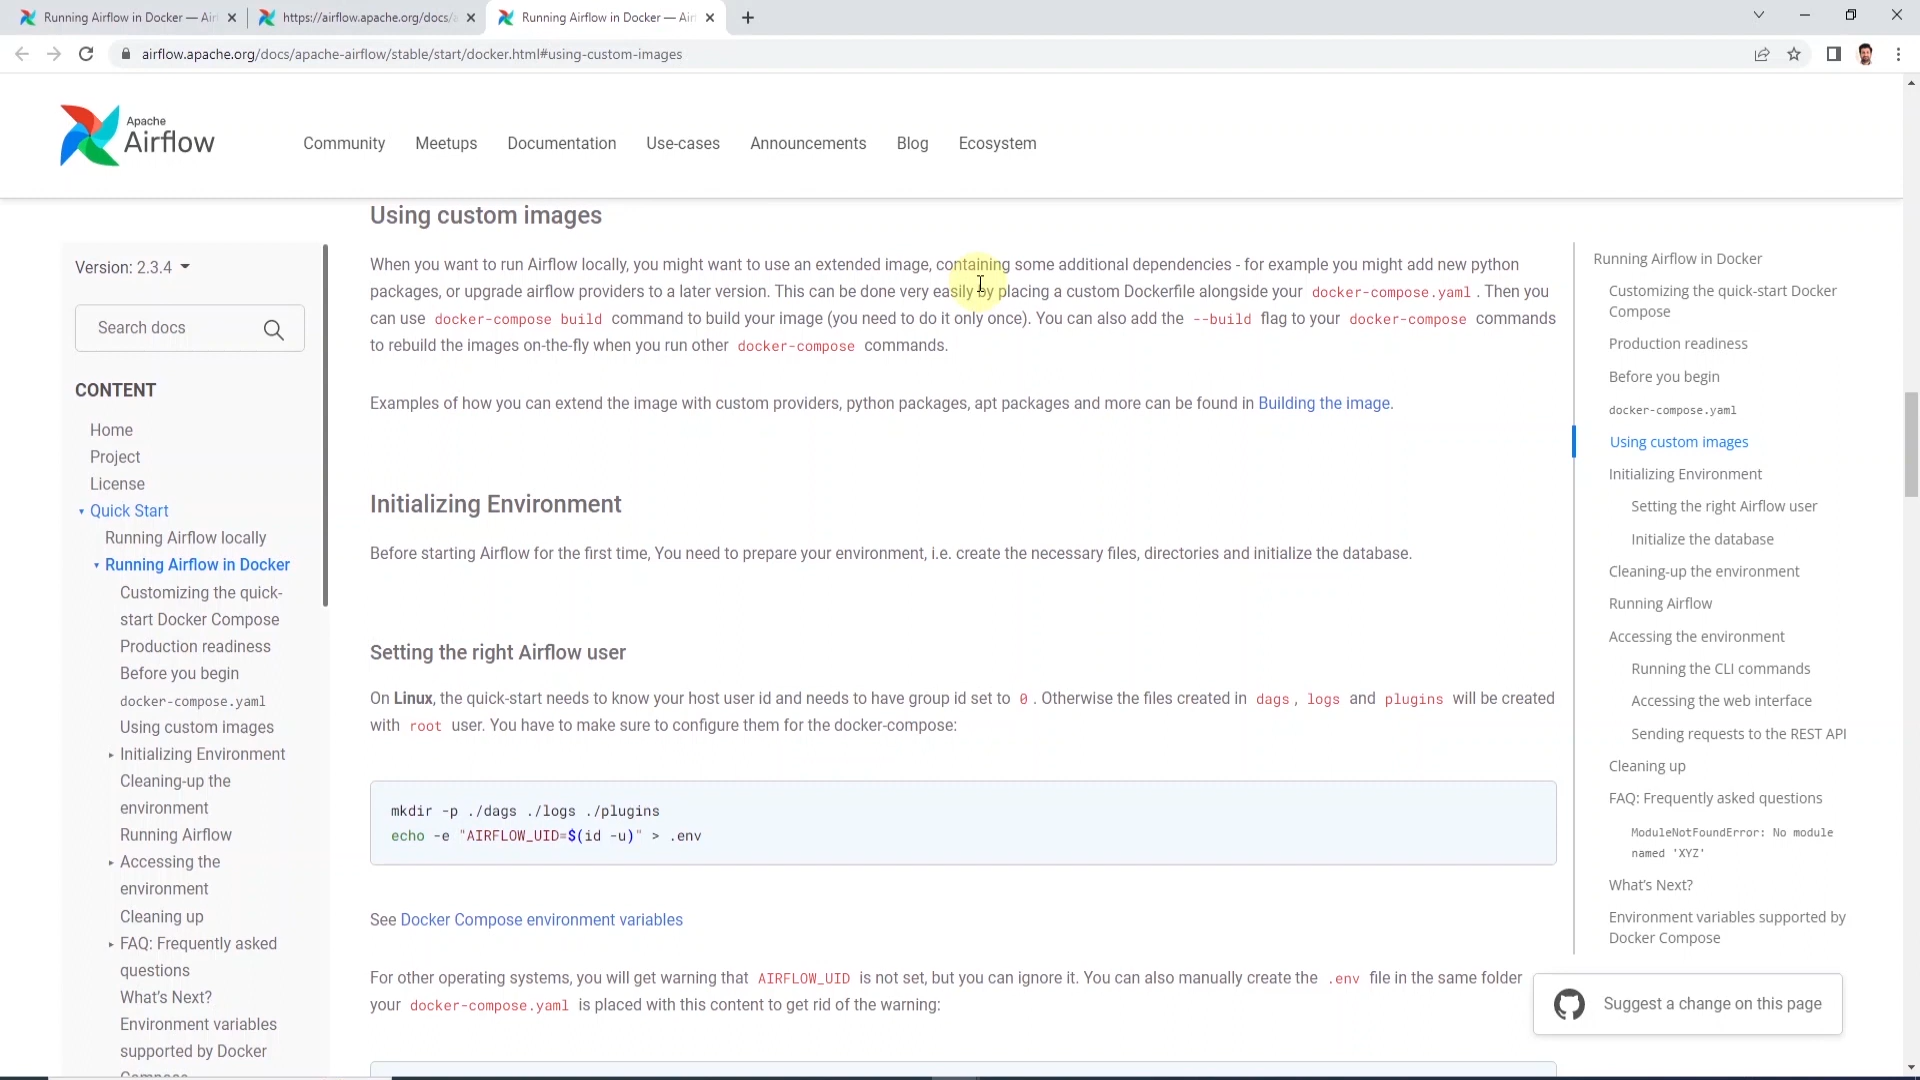 Running Airflow in Docker — Air
https://airflow.apache.org/docs/a
Running Airflow in Docker — Air
airflow.apache.org/docs/apache-airflow/stable/start/docker.html#using-custom-images
Apache
Airflow
Community
Meetups
Documentation
Use-cases
Announcements
Blog
Ecosystem
Version: 2.3.4
Search docs
CONTENT
Home
Project
License
Quick Start
Running Airflow locally
Running Airflow in Docker
Customizing the quick-
start Docker Compose
Production readiness
Before you begin
docker-compose.yaml
Using custom images
Initializing Environment
Cleaning-up the
environment
Running Airflow
Accessing the
environment
Cleaning up
FAQ: Frequently asked
questions
What's Next?
Environment variables
supported by Docker
Compose
Using custom images
When you want to run Airflow locally, you might want to use an extended image, containing some additional dependencies - for example you might add new python
packages, or upgrade airflow providers to a later version. This can be done very easily by placing a custom Dockerfile alongside your docker-compose.yaml . Then you
can use docker-compose build command to build your image (you need to do it only once). You can also add the --build flag to your docker-compose commands
to rebuild the images on-the-fly when you run other docker-compose commands.
Examples of how you can extend the image with custom providers, python packages, apt packages and more can be found in Building the image.
Initializing Environment
Before starting Airflow for the first time, You need to prepare your environment, i.e. create the necessary files, directories and initialize the database.
Setting the right Airflow user
On Linux, the quick-start needs to know your host user id and needs to have group id set to 0 . Otherwise the files created in dags , logs and plugins will be created
with root user. You have to make sure to configure them for the docker-compose:
mkdir -p ./dags ./logs ./plugins
echo -e "AIRFLOW_UID=$(id -u)" > .env
See Docker Compose environment variables
For other operating systems, you will get warning that AIRFLOW_UID is not set, but you can ignore it. You can also manually create the .env file in the same folder
your docker-compose.yaml is placed with this content to get rid of the warning:
Running Airflow in Docker
Customizing the quick-start Docker
Compose
Production readiness
Before you begin
docker-compose.yaml
Using custom images
Initializing Environment
Setting the right Airflow user
Initialize the database
Cleaning-up the environment
Running Airflow
Accessing the environment
Running the CLI commands
Accessing the web interface
Sending requests to the REST API
Cleaning up
FAQ: Frequently asked questions
ModuleNotFoundError: No module
named 'XYZ'
What's Next?
Environment variables supported by
Docker Compose
Suggest a change on this page